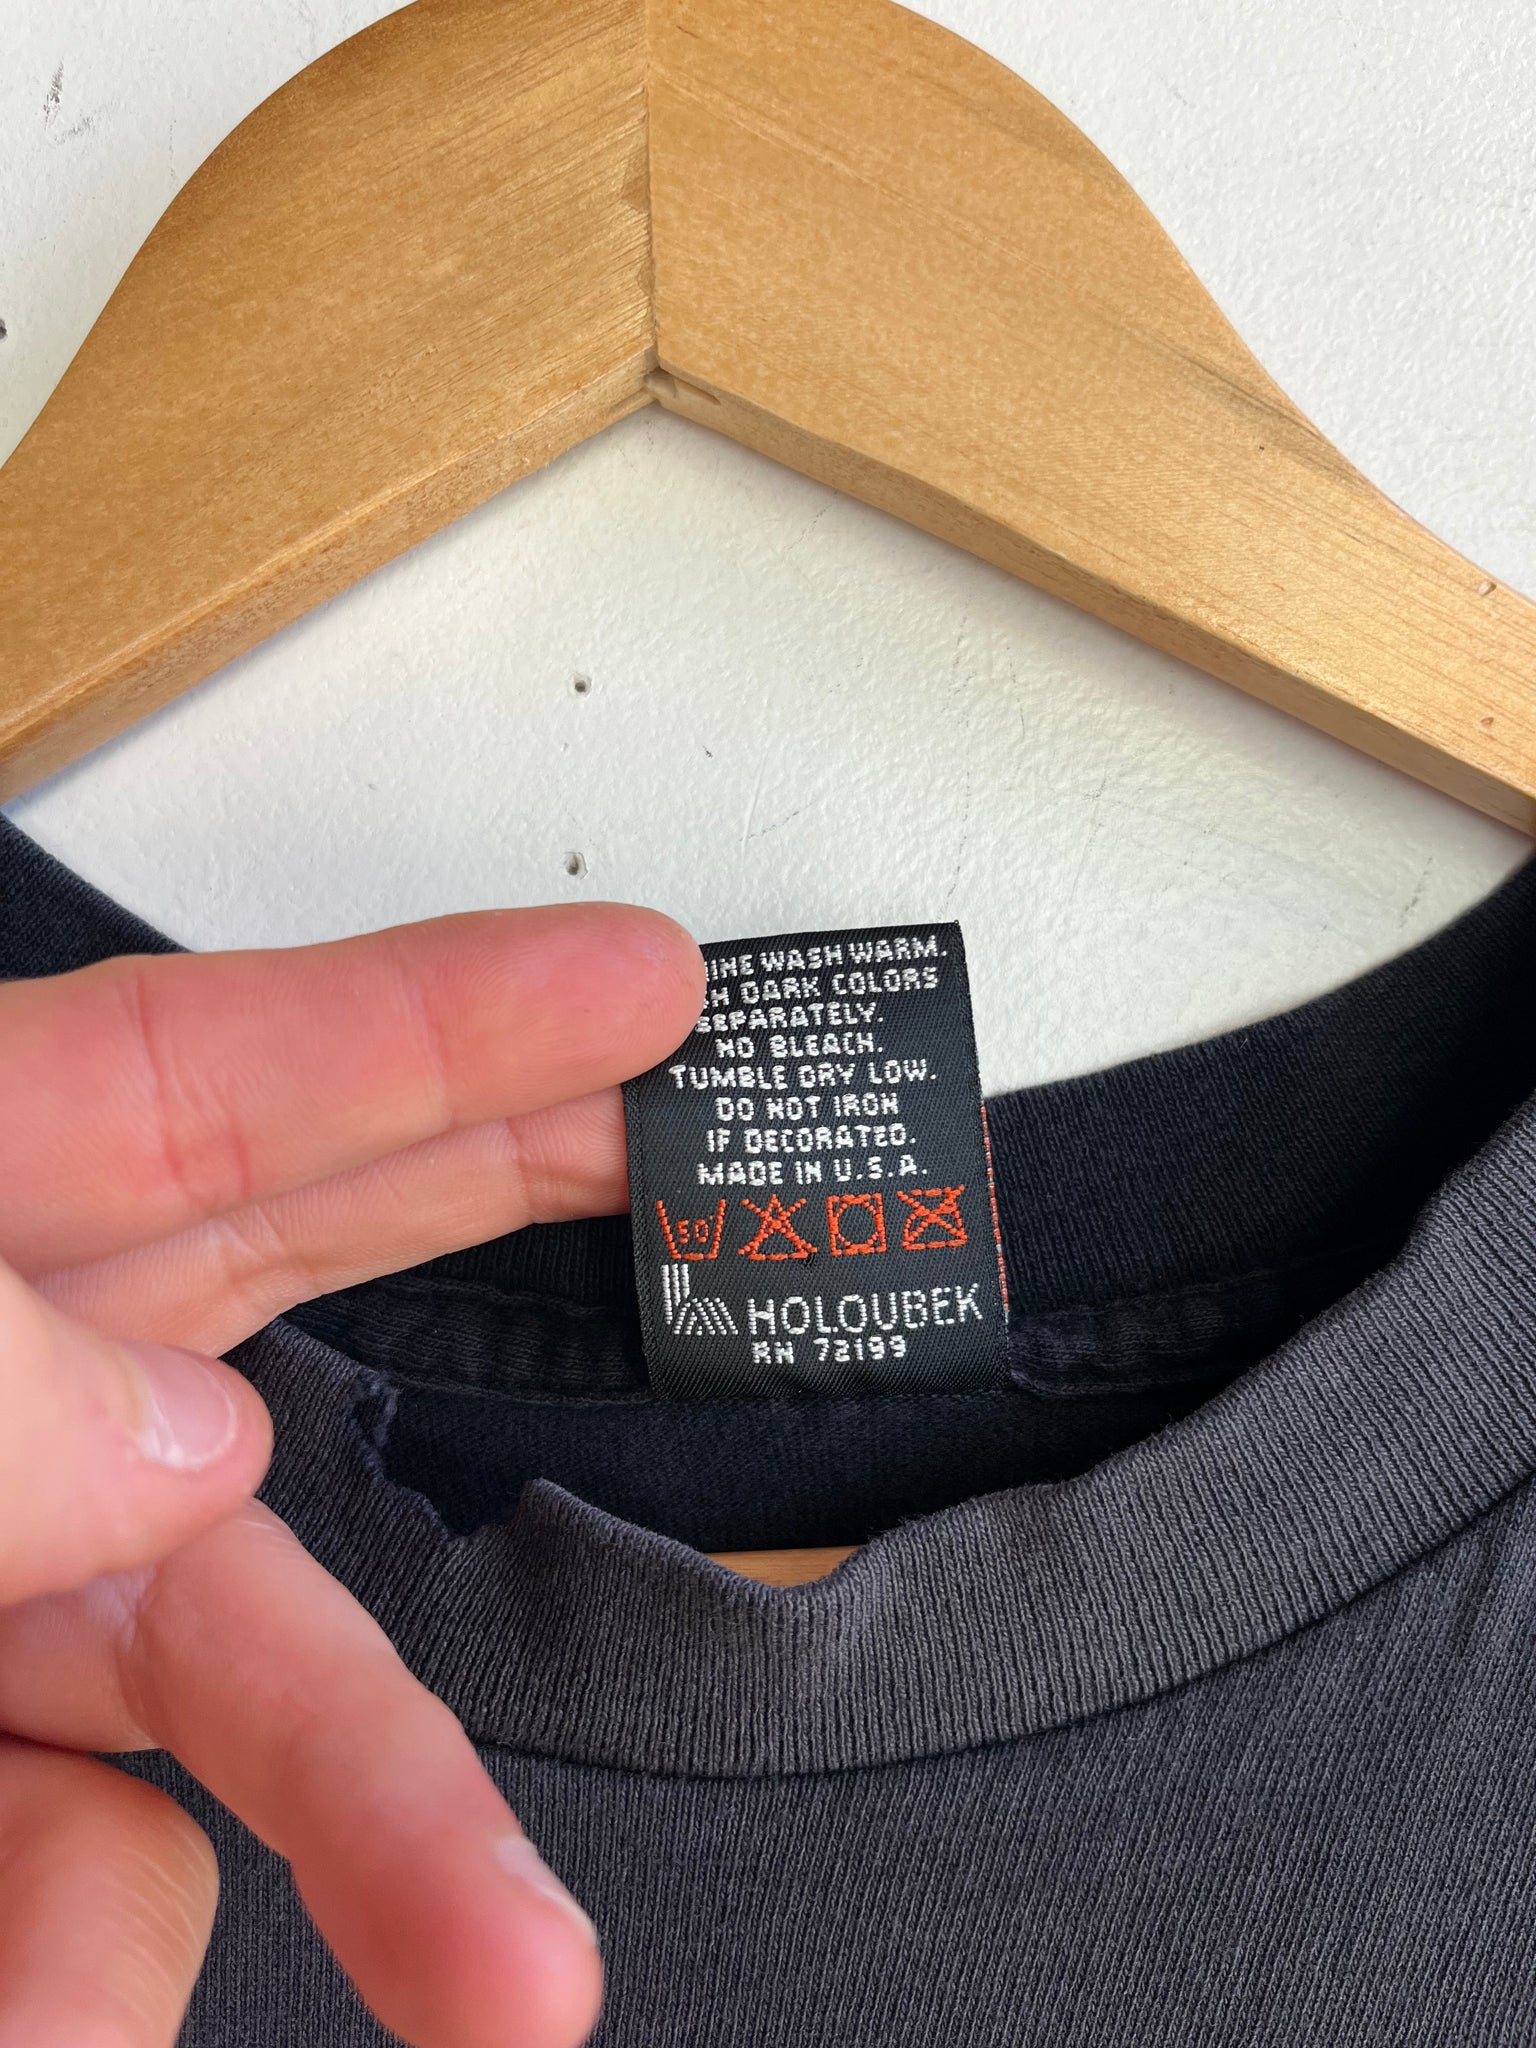 WASH WARM.
DARK COLORS
SEPARATELY.
NO BLEACH.
TUMBLE DRY LOW.
DO NOT IRON
IF DECORATED.
MADE IN U.S.A.
50
HOLOUBEK
RN 72199